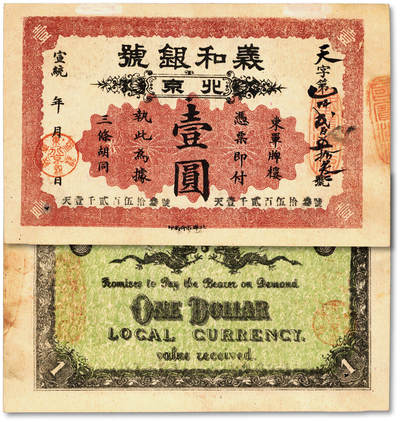 義和銀號
北京
天字第
號
東單牌樓
憑票即付
壹圓
執此為據
三條胡同
宣統 年 月 日
天壹千貳百伍拾 號
天壹千貳百伍拾 號
Promises to Pay the Bearer on Demand
ONE DOLLAR
LOCAL CURRENCY.
value received.
1
1